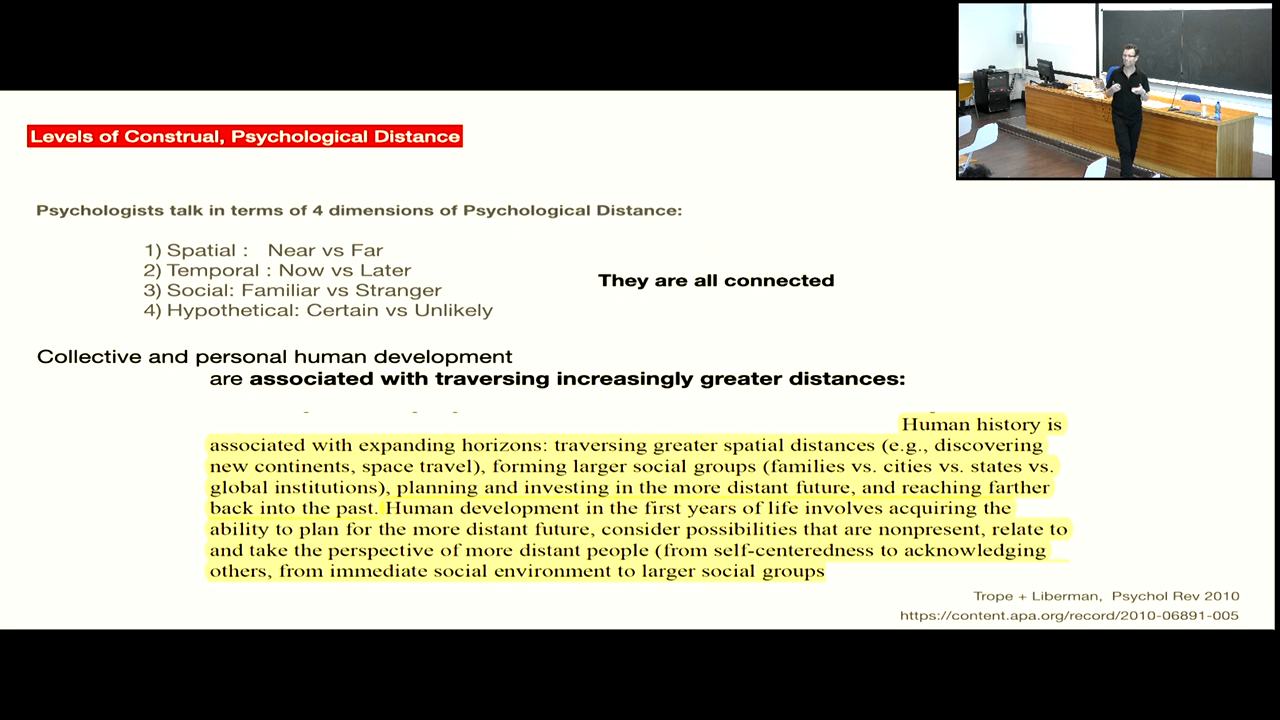 Levels of Construal, Psychological Distance
Psychologists talk in terms of 4 dimensions of Psychological Distance:
1) Spatial : Near vs Far
2) Temporal : Now vs Later
3) Social: Familiar vs Stranger
4) Hypothetical: Certain vs Unlikely
They are all connected
Collective and personal human development
are associated with traversing increasingly greater distances:
Human history is
associated with expanding horizons: traversing greater spatial distances (e.g., discovering
new continents, space travel), forming larger social groups (families vs. cities vs. states vs.
global institutions), planning and investing in the more distant future, and reaching farther
back into the past. Human development in the first years of life involves acquiring the
ability to plan for the more distant future, consider possibilities that are nonpresent, relate to
and take the perspective of more distant people (from self-centeredness to acknowledging
others, from immediate social environment to larger social groups
Trope + Liberman, Psychol Rev 2010
https://content.apa.org/record/2010-06891-005